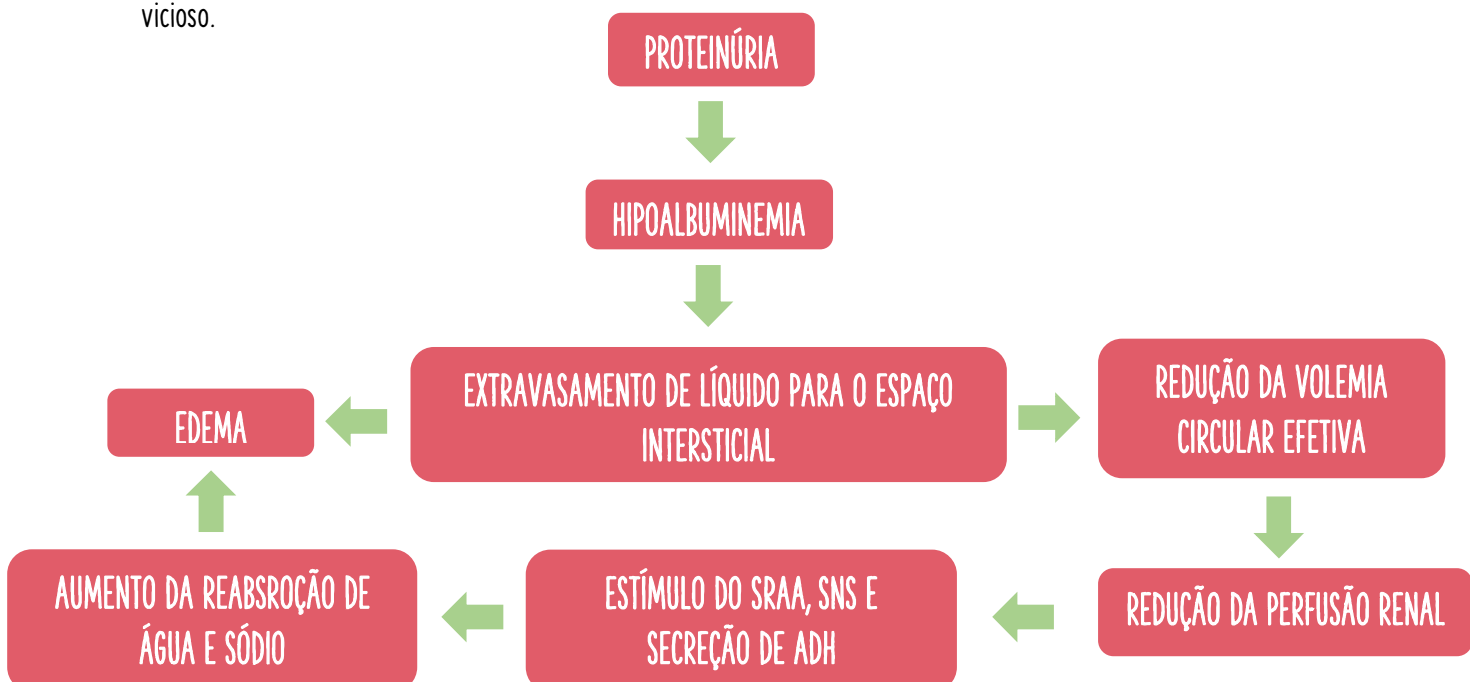 vicioso.
PROTEINÚRIA
HIPOALBUMINEMIA
EXTRAVASAMENTO DE LÍQUIDO PARA O ESPAÇO
INTERSTICIAL
REDUÇÃO DA VOLEMIA
CIRCULAR EFETIVA
EDEMA
AUMENTO DA REABSROÇÃO DE
ÁGUA E SÓDIO
ESTÍMULO DO SRAA, SNS E
SECREÇÃO DE ADH
REDUÇÃO DA PERFUSÃO RENAL